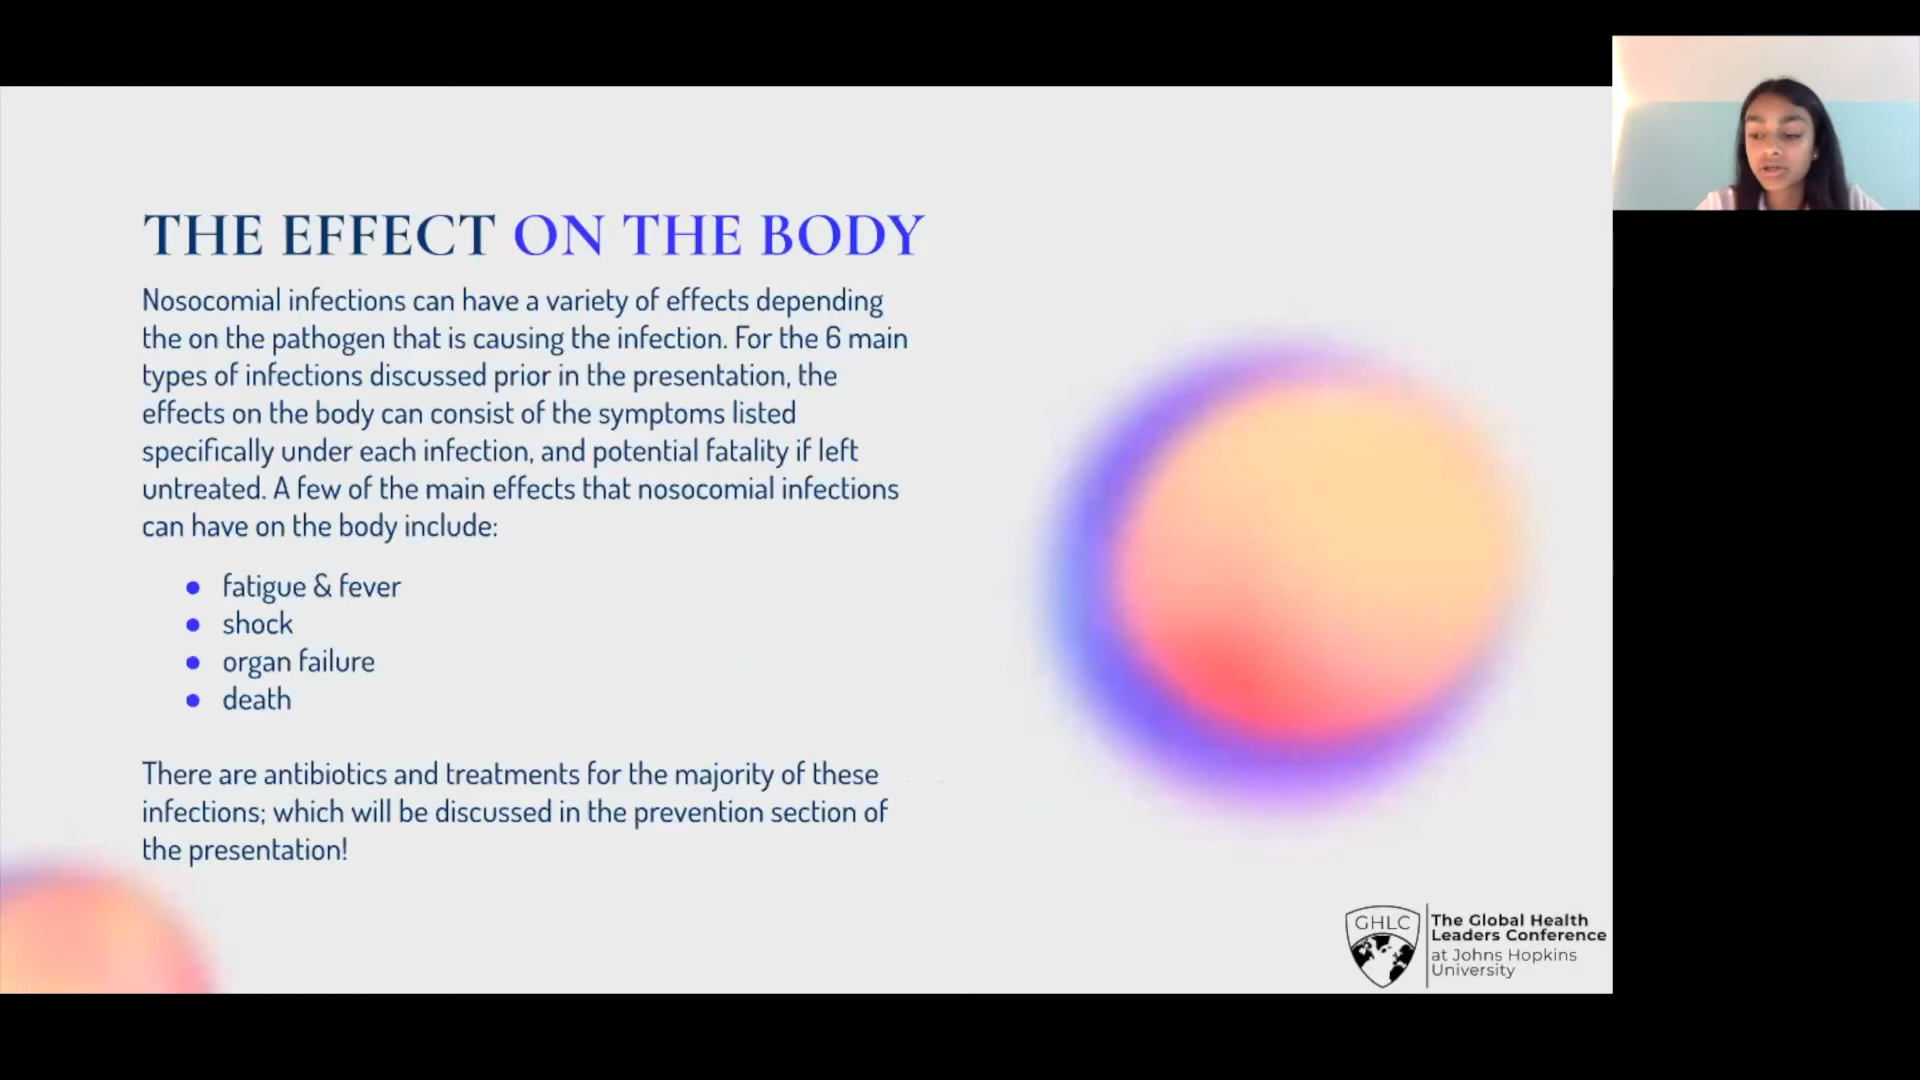 THE EFFECT ON THE BODY
Nosocomial infections can have a variety of effects depending
the on the pathogen that is causing the infection. For the 6 main
types of infections discussed prior in the presentation, the
effects on the body can consist of the symptoms listed
specifically under each infection, and potential fatality if left
untreated. A few of the main effects that nosocomial infections
can have on the body include:
● fatigue & fever
● shock
● organ failure
● death
There are antibiotics and treatments for the majority of these
infections; which will be discussed in the prevention section of
the presentation!
GHLC
The Global Health
Leaders Conference
at Johns Hopkins
University